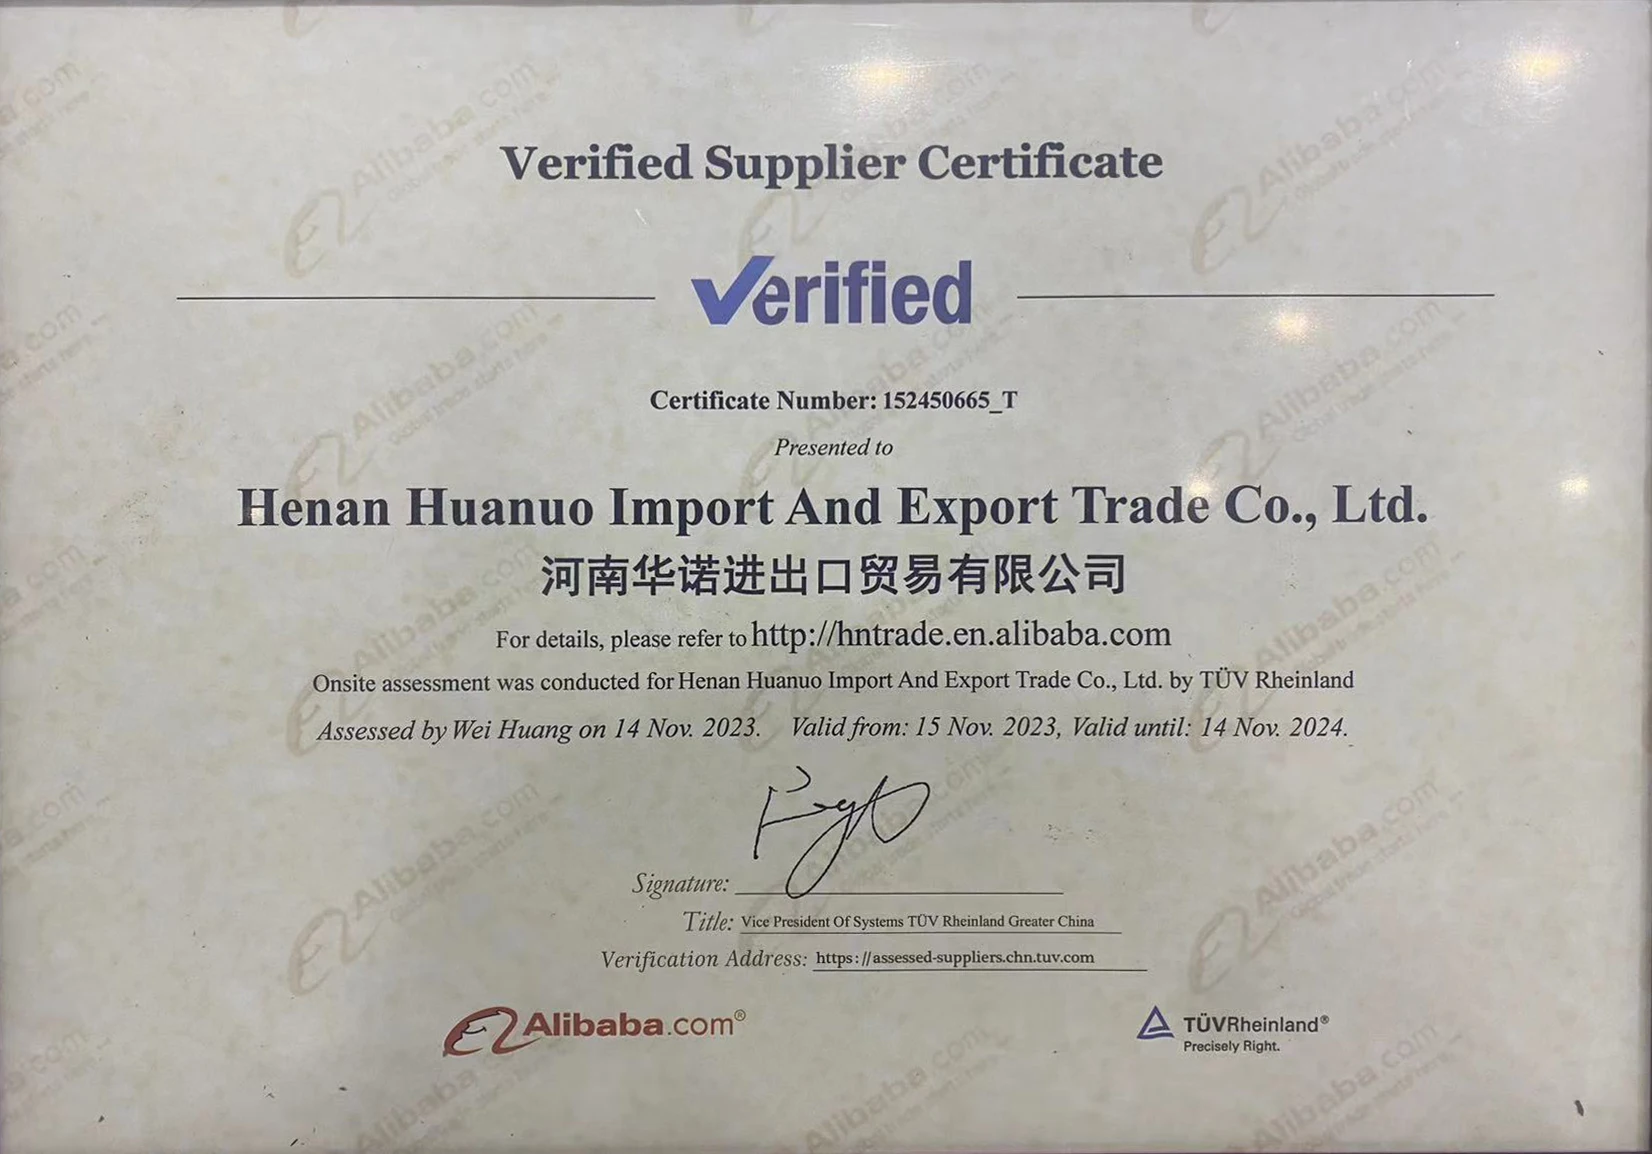 Verified Supplier Certificate
Verified
Certificate Number: 152450665_T
Presented to
Henan Huanuo Import And Export Trade Co., Ltd.
河南华诺进出口贸易有限公司
For details, please refer to http://hntrade.en.alibaba.com
Onsite assessment was conducted for Henan Huanuo Import And Export Trade Co., Ltd. by TÜV Rheinland
Assessed by Wei Huang on 14 Nov. 2023. Valid from: 15 Nov. 2023, Valid until: 14 Nov. 2024.
Signature:
Title: Vice President Of Systems TÜV Rheinland Greater China
Verification Address: https://assessed-suppliers.chn.tuv.com
Alibaba.com®
TÜVRheinland®
Precisely Right.